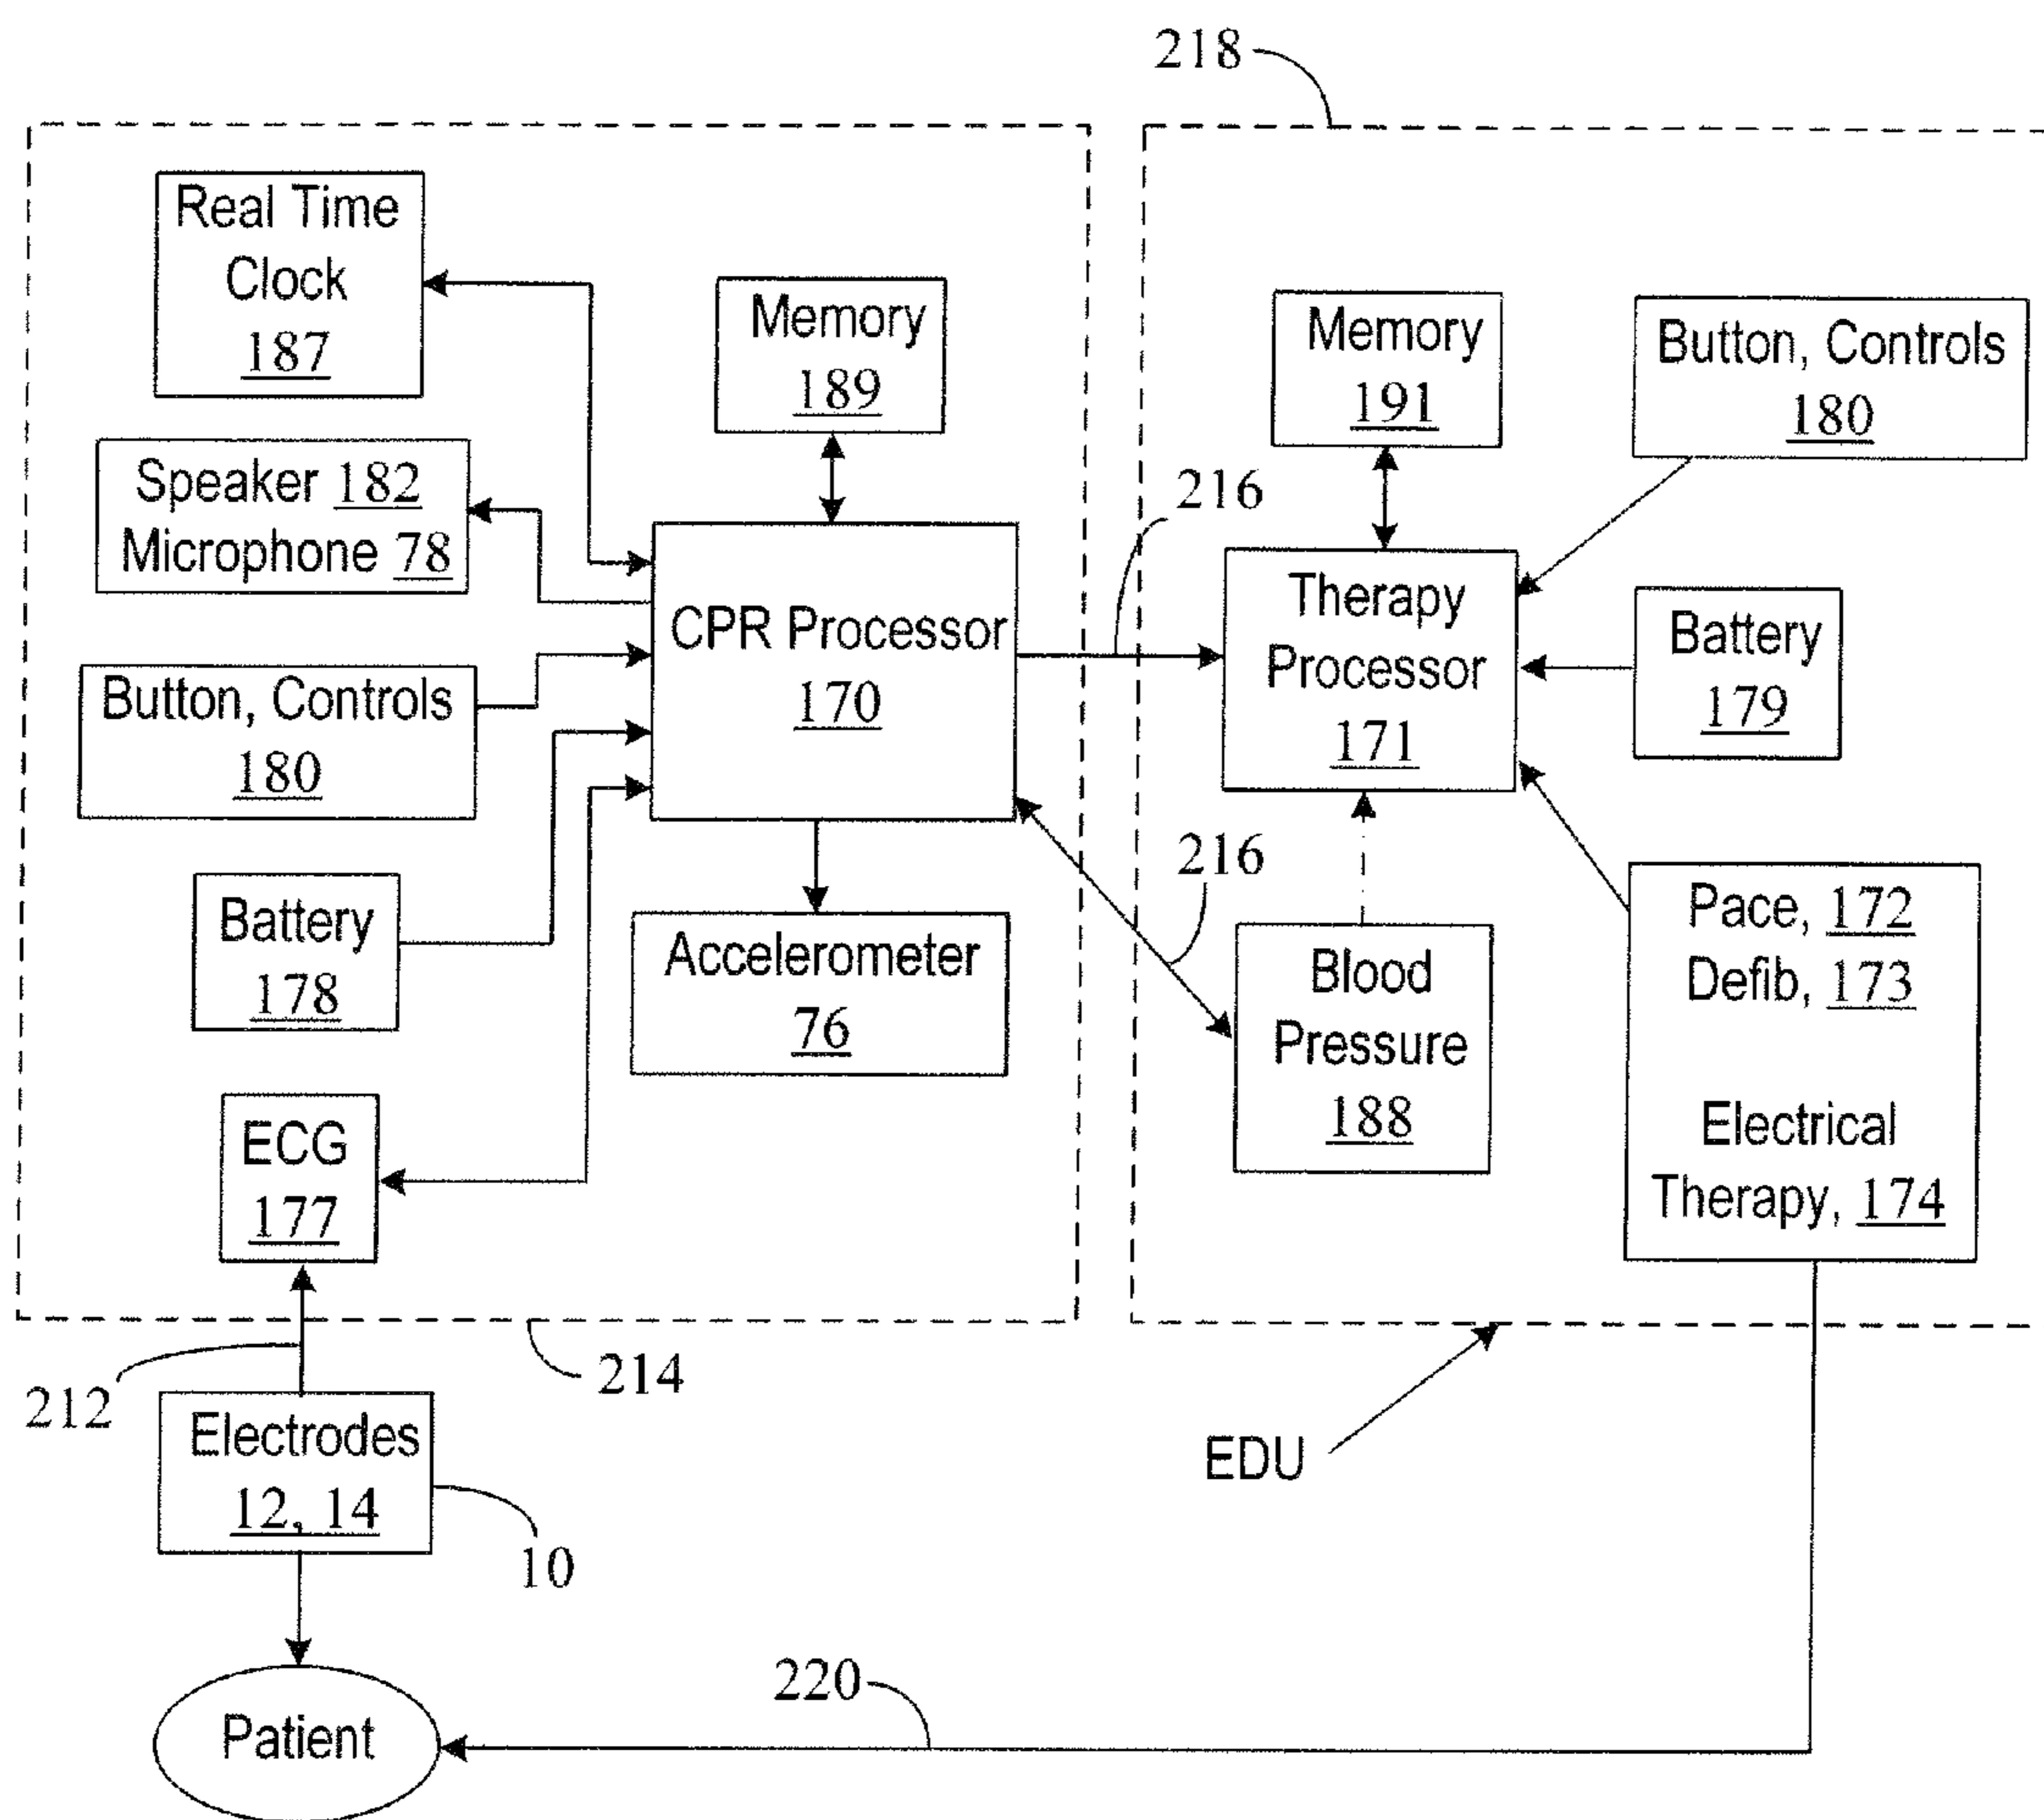 218
Real Time
Clock
187
Memory
189
Speaker 182
Microphone 78
CPR Processor
170
Button, Controls
180
Battery
178
Accelerometer
76
ECG
177
216
Memory
191
Button, Controls
180
Therapy
Processor
171
Battery
179
216
Blood
Pressure
188
Pace, 172
Defib, 173
Electrical
Therapy, 174
212
214
Electrodes
12, 14
10
EDU
220
Patient